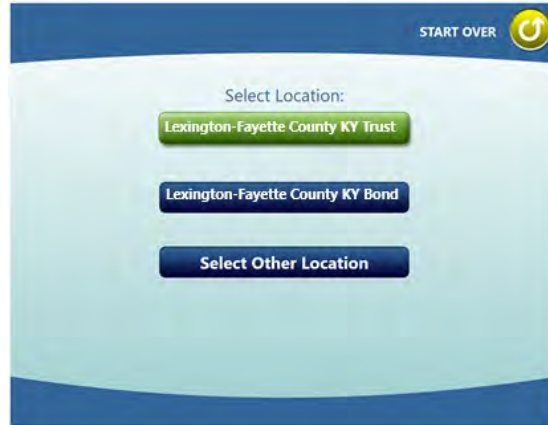 START OVER
Select Location:
Lexington-Fayette County KY Trust
Lexington-Fayette County KY Bond
Select Other Location